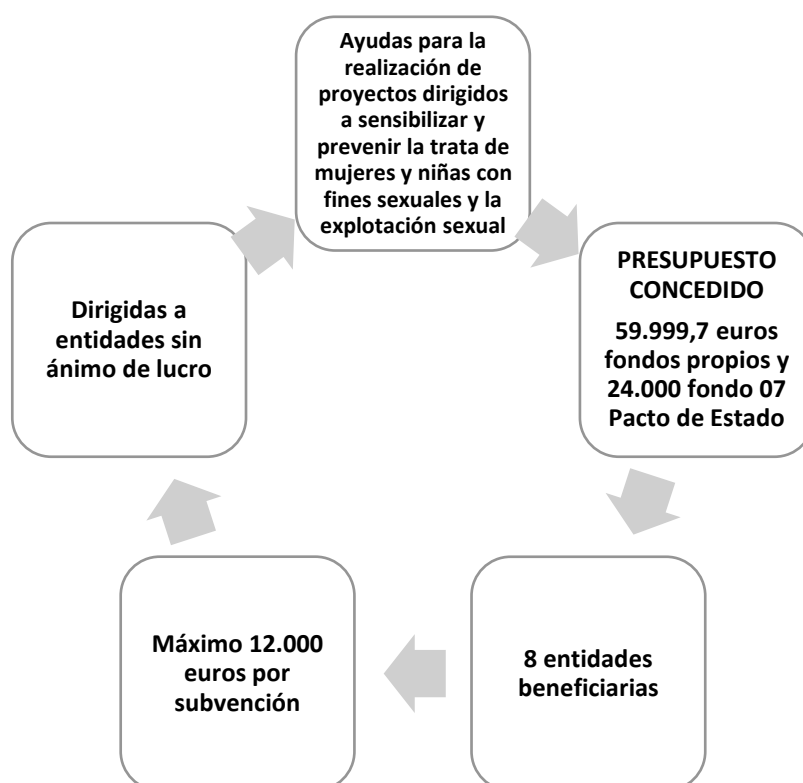 Ayudas para la
realización de
proyectos dirigidos
a sensibilizar y
prevenir la trata de
mujeres y niñas con
fines sexuales y la
explotación sexual
PRESUPUESTO
CONCEDIDO
59.999,7 euros
fondos propios y
24.000 fondo 07
Pacto de Estado
8 entidades
beneficiarias
Máximo 12.000
euros por
subvención
Dirigidas a
entidades sin
ánimo de lucro